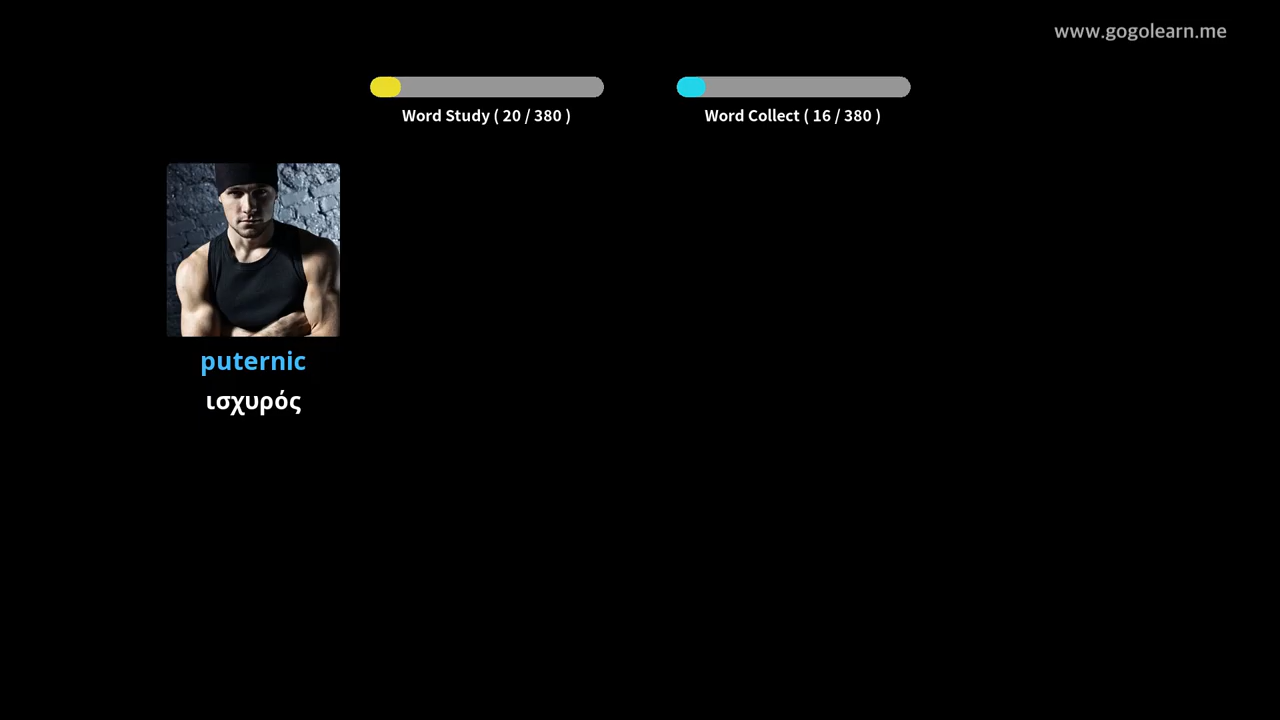 www.gogolearn.me
Word Study ( 20 / 380 )
Word Collect ( 16 / 380 )
puternic
ισχυρός